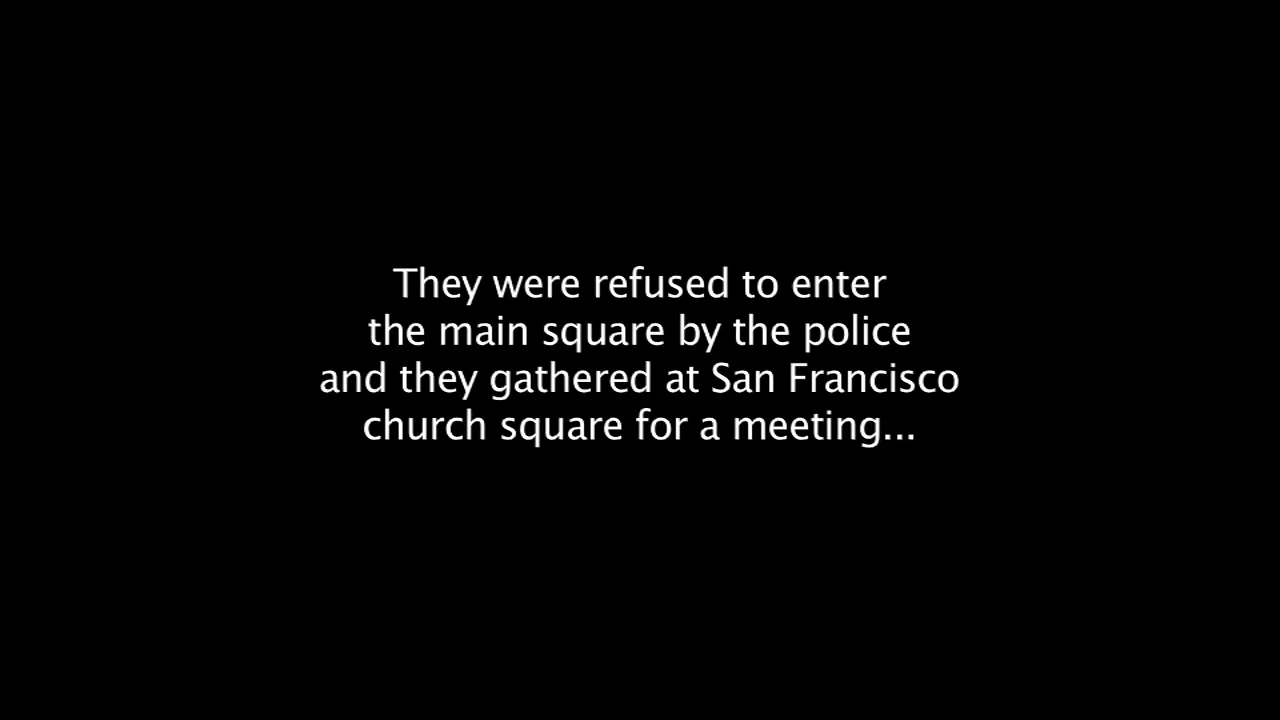 They were refused to enter
the main square by the police
and they gathered at San Francisco
church square for a meeting...